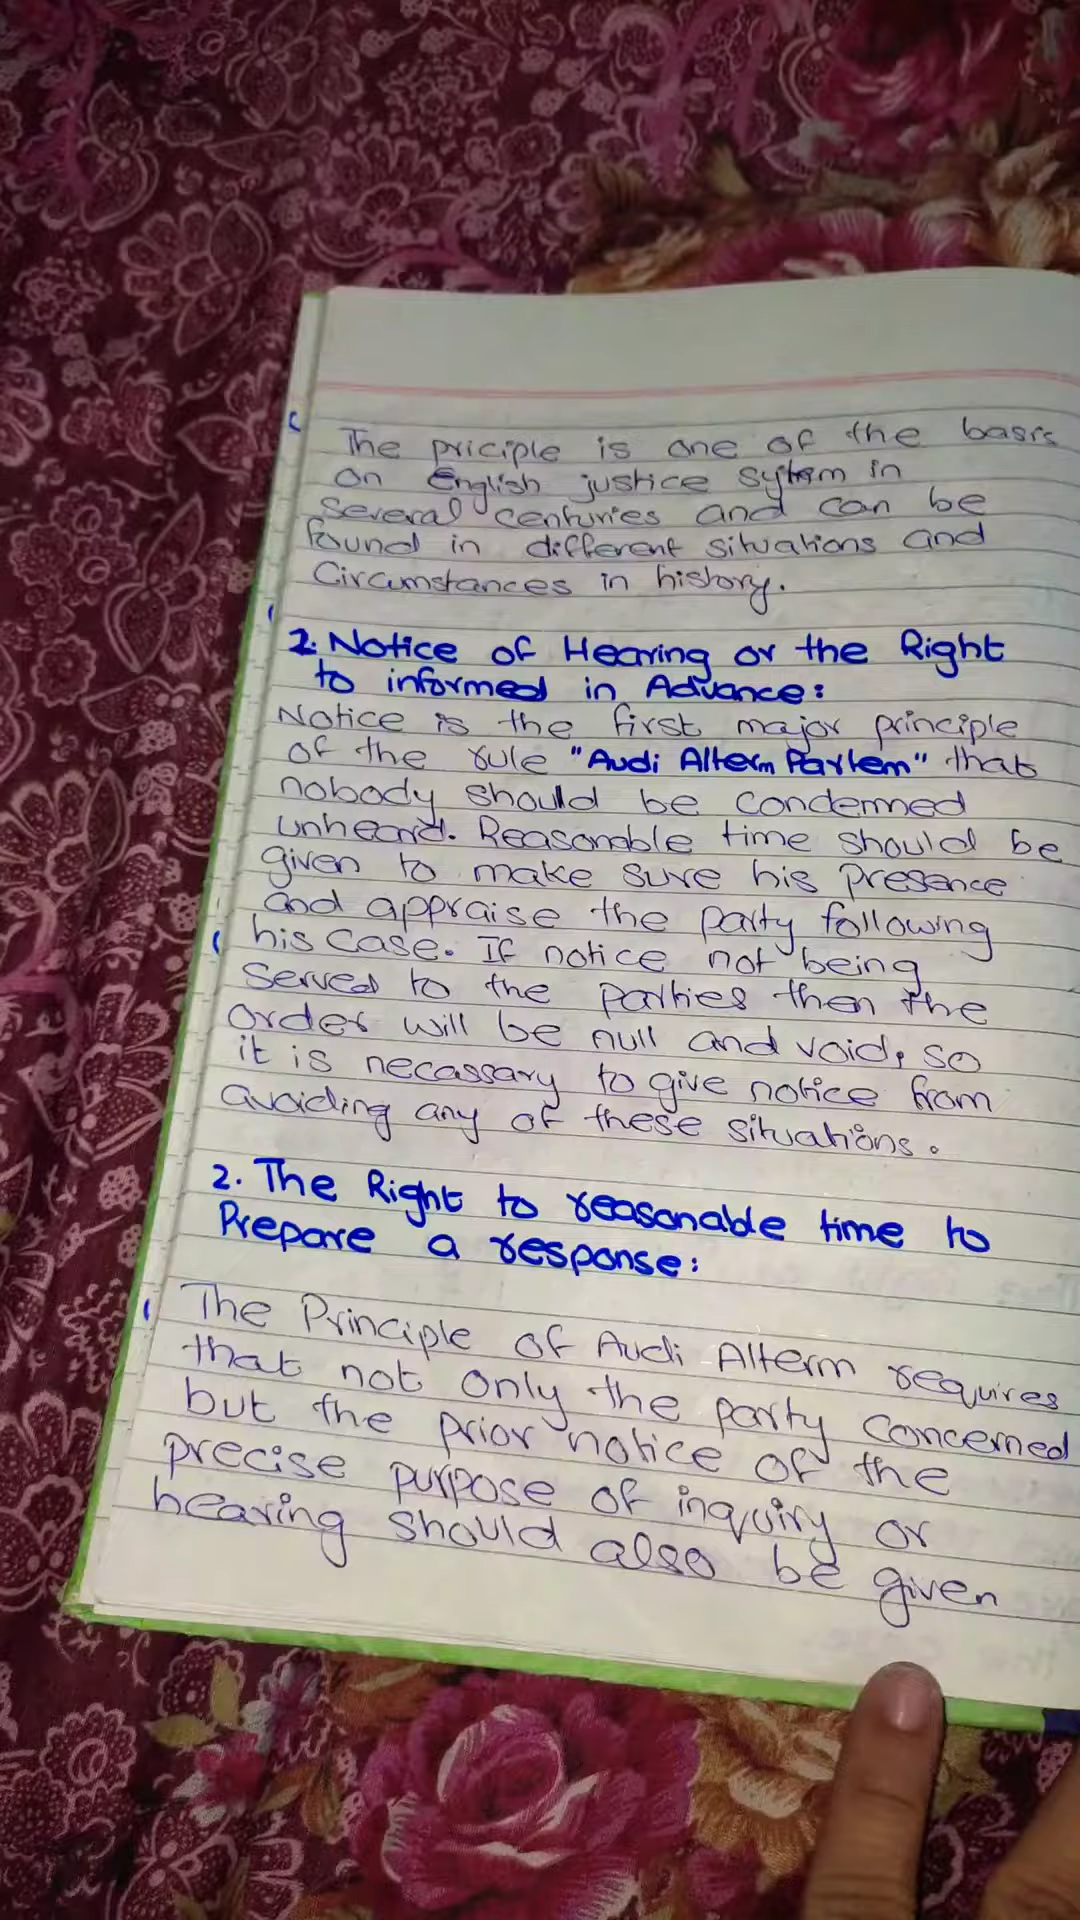 The priciple is one of the basis
on English justice sytem in
Several centuries and can be
found in different situations and
Circumstances in history.
2. Notice of Hearing or the Right
to informed in Advance:
Notice is the first major principle
of the rule "Audi Alterm Partem" that
nobody should be condemned
unheard. Reasonable time should be
given to make sure his presence
and appraise the party following
his case. If notice not being
Served to the parties then the
order will be null and void, so
it is necassary to give notice from
avoiding any of these situations.
2. The Right to reasonable time to
Prepare a response:
The Principle of Audi Alterm requires
that not only the party concerned
but the prior notice of the
precise purpose of inquiry or
hearing should also be given